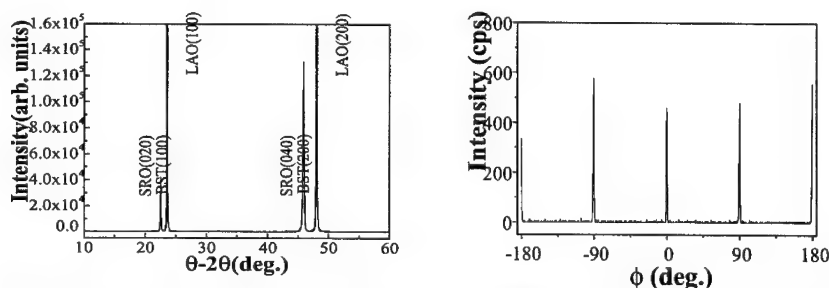 Intensity(arb. units)
1.6x10⁵
1.4x10⁵
1.2x10⁵
1.0x10⁵
8.0x10⁴
6.0x10⁴
4.0x10⁴
2.0x10⁴
0.0
SRO(020)
BST(100)
LAO(100)
SRO(040)
BST(200)
LAO(200)
10 20 30 40 50 60
θ-2θ(deg.)
Intensity (cps)
800
600
400
200
0
-180 -90 0 90 180
ϕ (deg.)